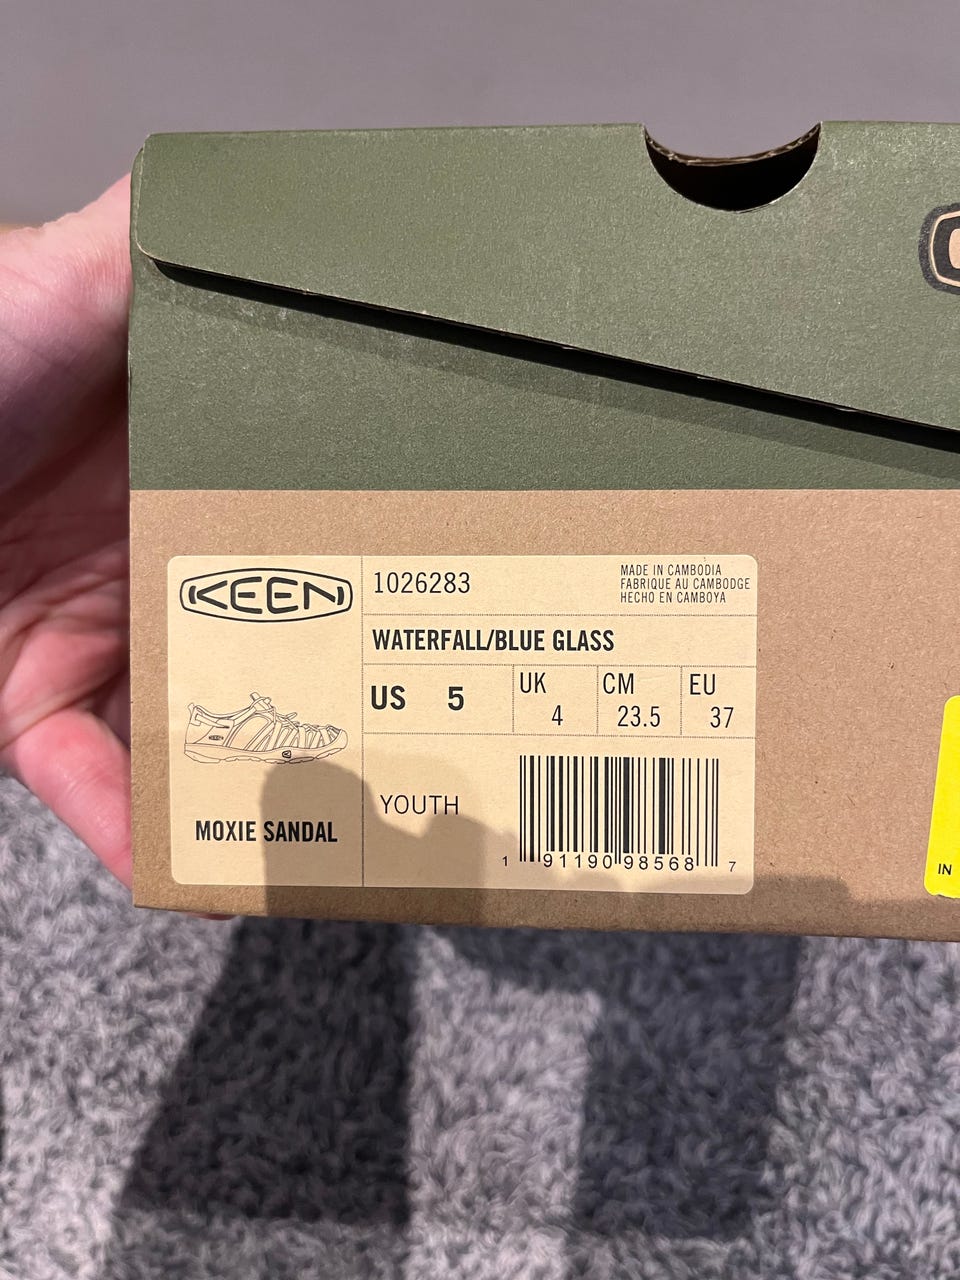 KEEN
1026283
MADE IN CAMBODIA
FABRIQUE AU CAMBODGE
HECHO EN CAMBOYA
WATERFALL/BLUE GLASS
US 5
UK 4
CM 23.5
EU 37
KEEN
MOXIE SANDAL
YOUTH
1 91190 98568 7
IN